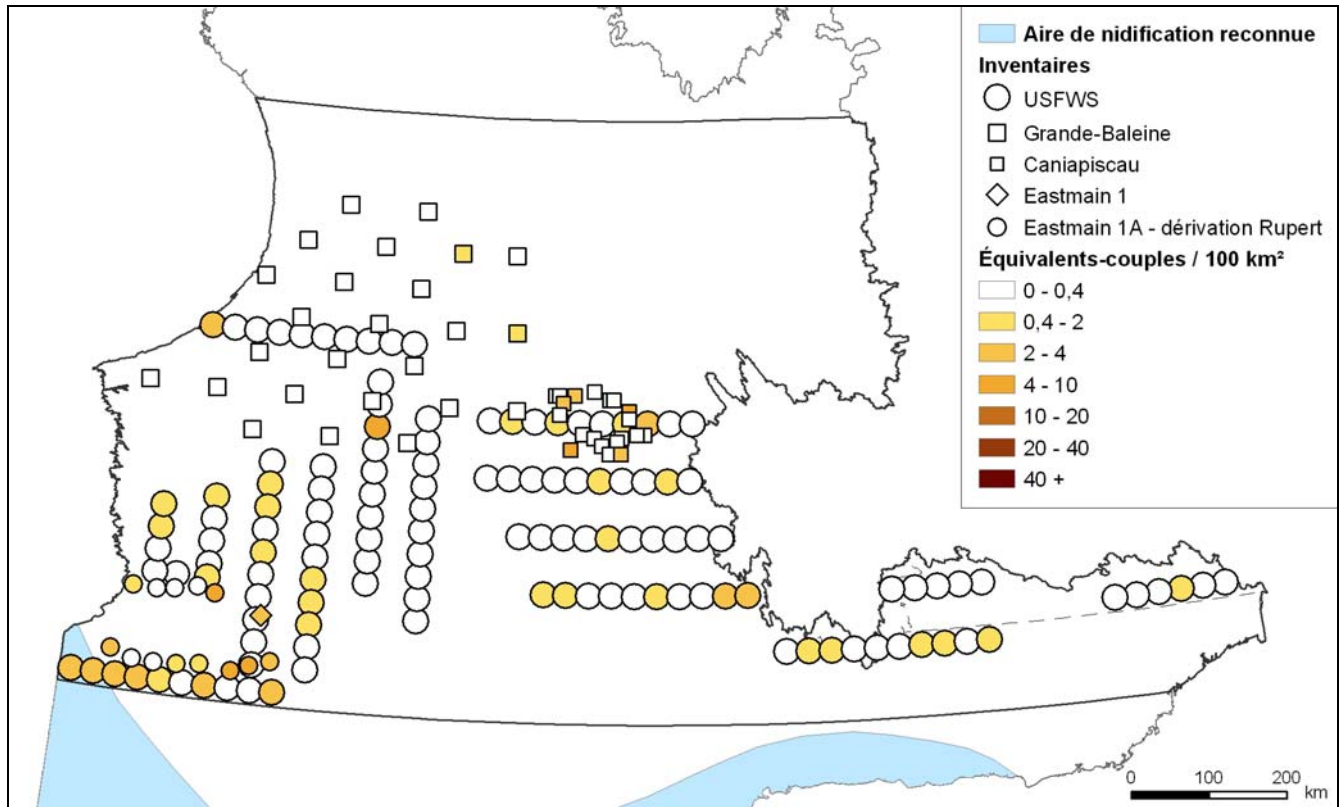 Aire de nidification reconnue
Inventaires
USFWS
Grande-Baleine
Caniapiscau
Eastmain 1
Eastmain 1A - dérivation Rupert
Équivalents-couples / 100 km²
0 - 0,4
0,4 - 2
2 - 4
4 - 10
10 - 20
20 - 40
40 +
0 100 200
km